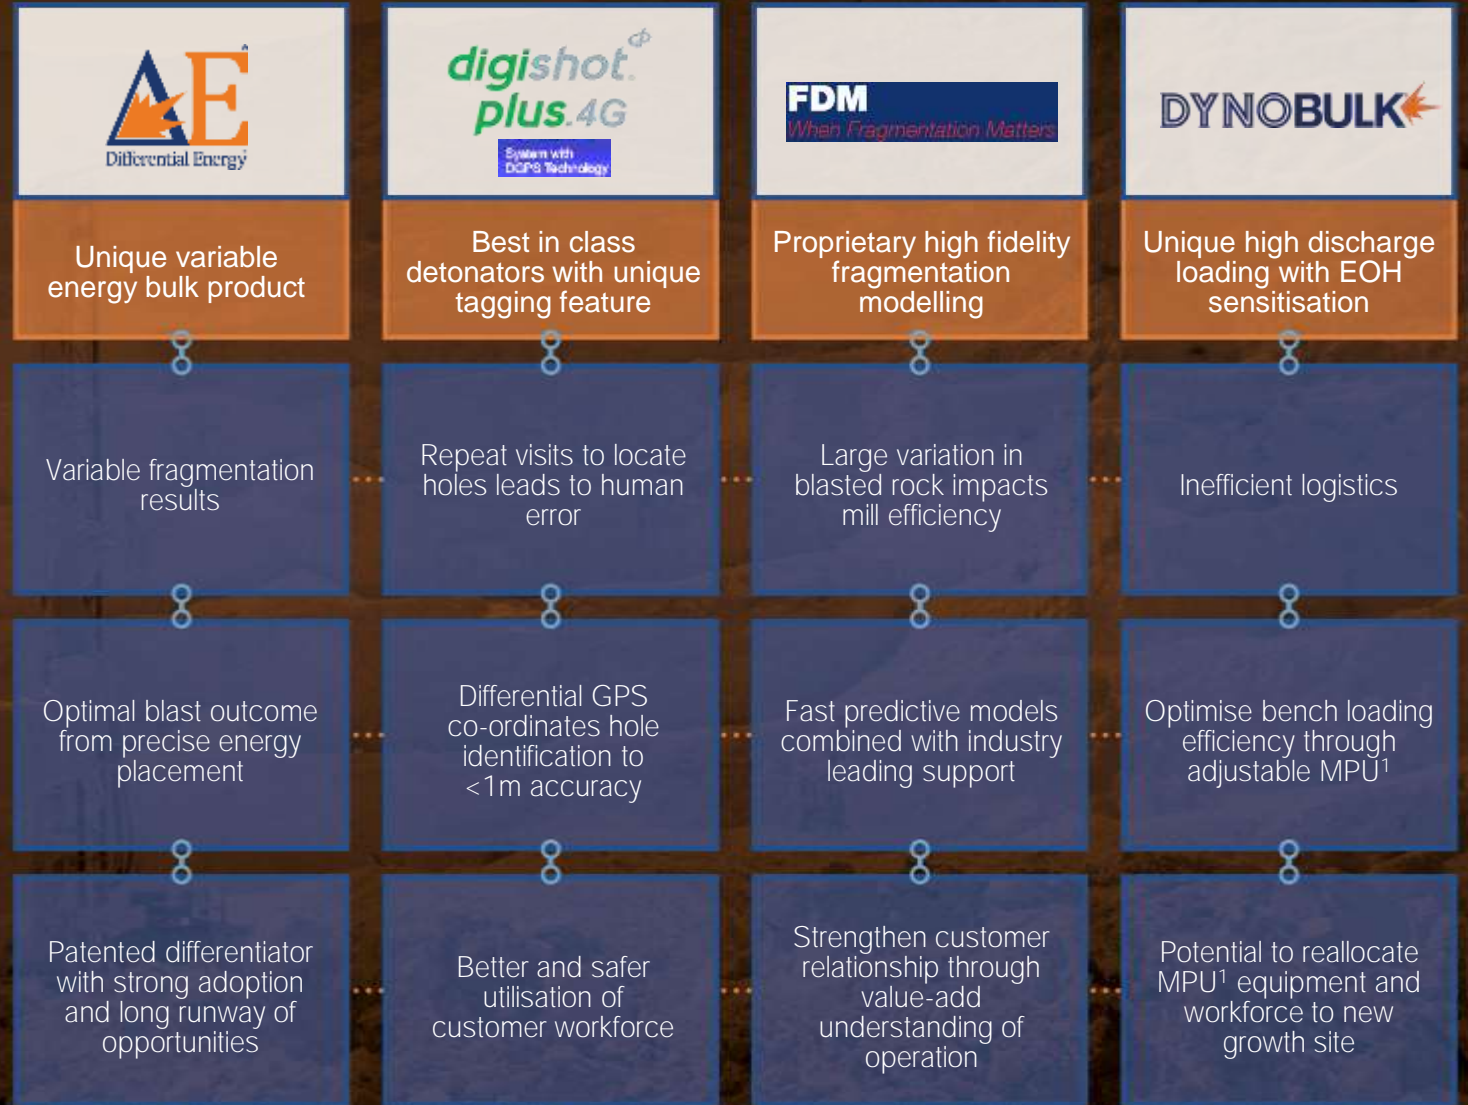 ΔE
Differential Energy
digishot.
plus.4G
System with
DGPS Technology
FDM
When Fragmentation Matters
DYNOBULK
Unique variable
energy bulk product
Best in class
detonators with unique
tagging feature
Proprietary high fidelity
fragmentation
modelling
Unique high discharge
loading with EOH
sensitisation
Variable fragmentation
results
Repeat visits to locate
holes leads to human
error
Large variation in
blasted rock impacts
mill efficiency
Inefficient logistics
Optimal blast outcome
from precise energy
placement
Differential GPS
co-ordinates hole
identification to
<1m accuracy
Fast predictive models
combined with industry
leading support
Optimise bench loading
efficiency through
adjustable MPU¹
Patented differentiator
with strong adoption
and long runway of
opportunities
Better and safer
utilisation of
customer workforce
Strengthen customer
relationship through
value-add
understanding of
operation
Potential to reallocate
MPU¹ equipment and
workforce to new
growth site